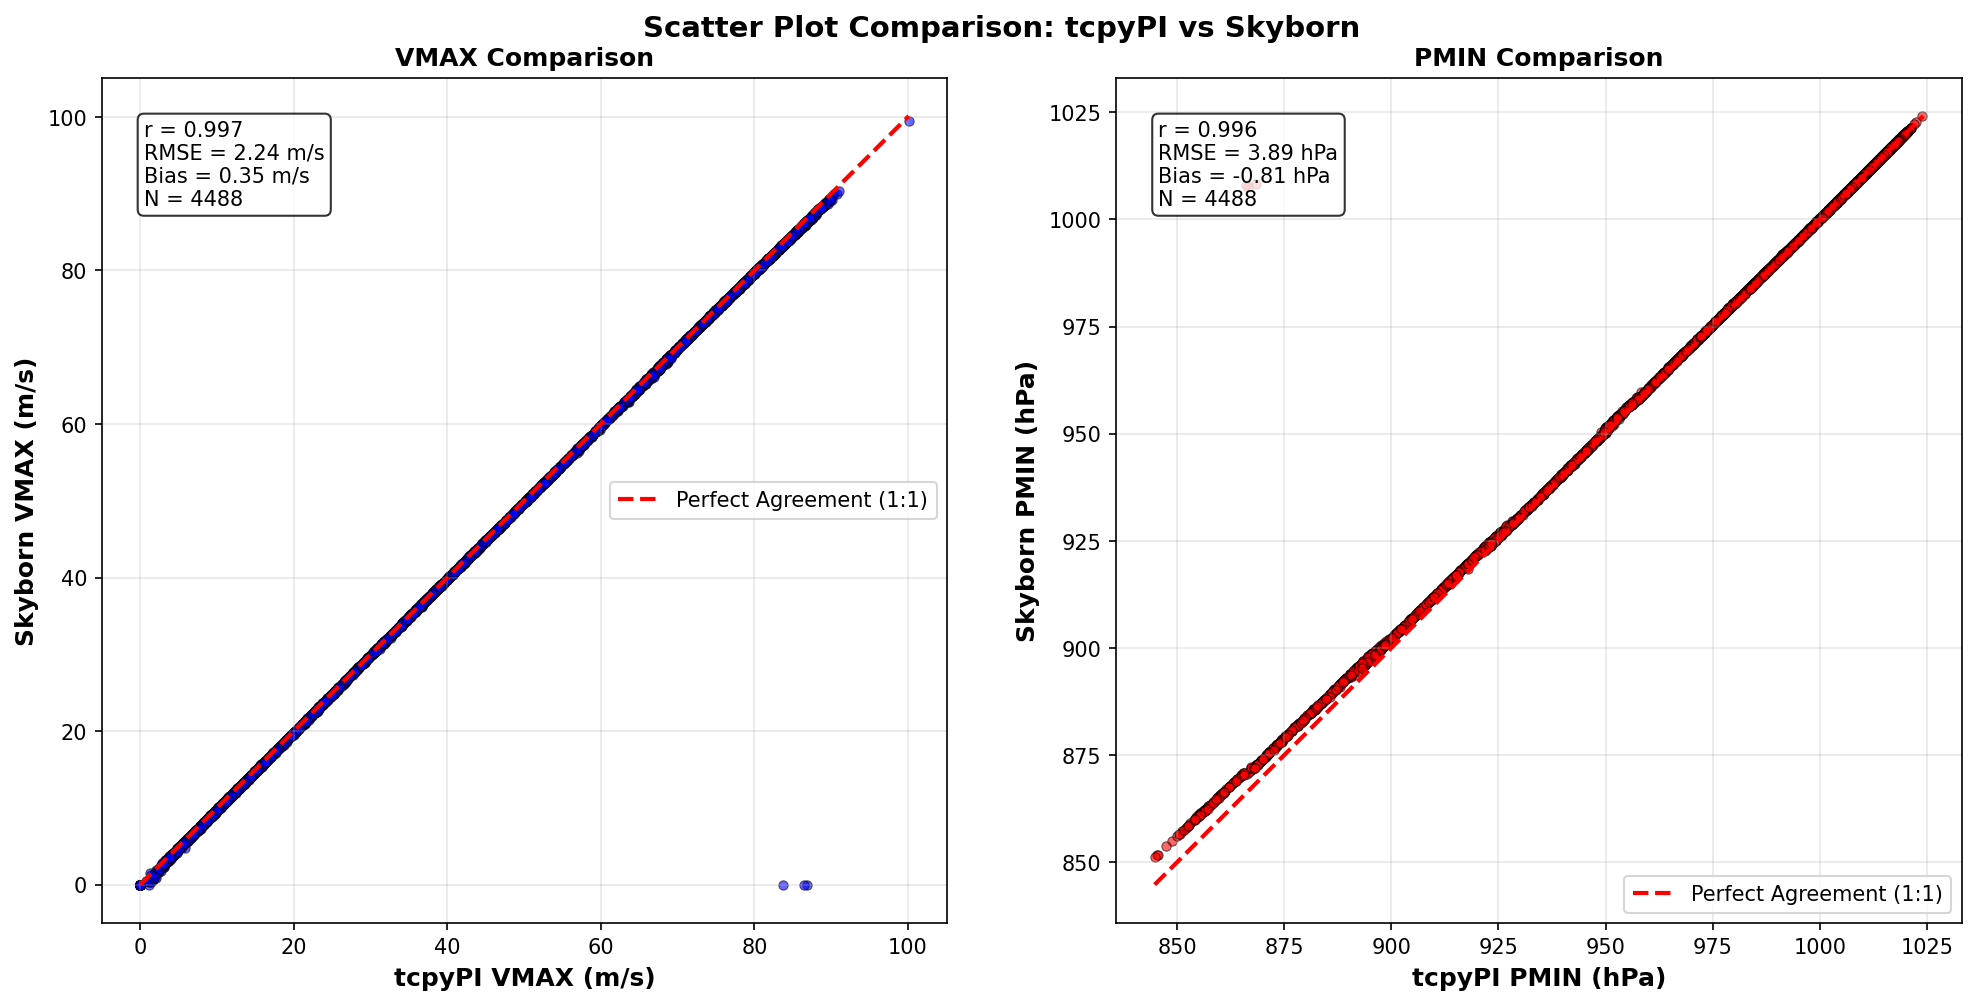 Scatter Plot Comparison: tcpyPI vs Skyborn
VMAX Comparison
r = 0.997
RMSE = 2.24 m/s
Bias = 0.35 m/s
N = 4488
Perfect Agreement (1:1)
Skyborn VMAX (m/s)
100
80
60
40
20
0
0 20 40 60 80 100
tcpyPI VMAX (m/s)
PMIN Comparison
r = 0.996
RMSE = 3.89 hPa
Bias = -0.81 hPa
N = 4488
Perfect Agreement (1:1)
Skyborn PMIN (hPa)
1025
1000
975
950
925
900
875
850
850 875 900 925 950 975 1000 1025
tcpyPI PMIN (hPa)